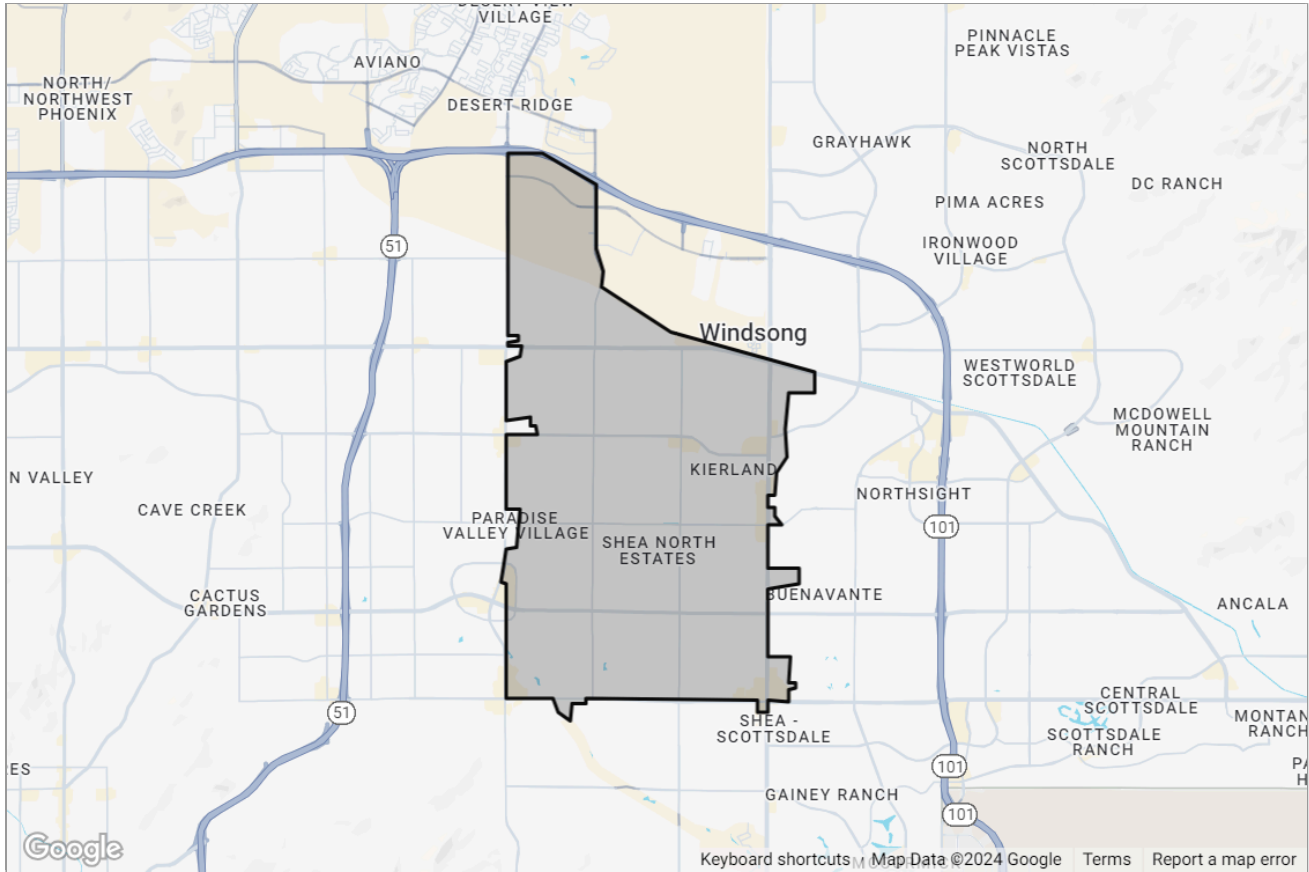 DESERT VIEW
VILLAGE
PINNACLE
PEAK VISTAS
AVIANO
NORTH/
NORTHWEST
PHOENIX
DESERT RIDGE
GRAYHAWK
NORTH
SCOTTSDALE
DC RANCH
PIMA ACRES
51
IRONWOOD
VILLAGE
Windsong
WESTWORLD
SCOTTSDALE
MCDOWELL
MOUNTAIN
RANCH
KIERLAND
N VALLEY
NORTHSIGHT
CAVE CREEK
PARADISE
VALLEY VILLAGE
101
SHEA NORTH
ESTATES
CACTUS
GARDENS
BUENAVANTE
ANCALA
CENTRAL
SCOTTSDALE
51
SHEA -
SCOTTSDALE
MONTAN
RANCH
SCOTTSDALE
RANCH
ES
101
PA
H
GAINEY RANCH
101
Google
Keyboard shortcuts
Map Data ©2024 Google
Terms
Report a map error